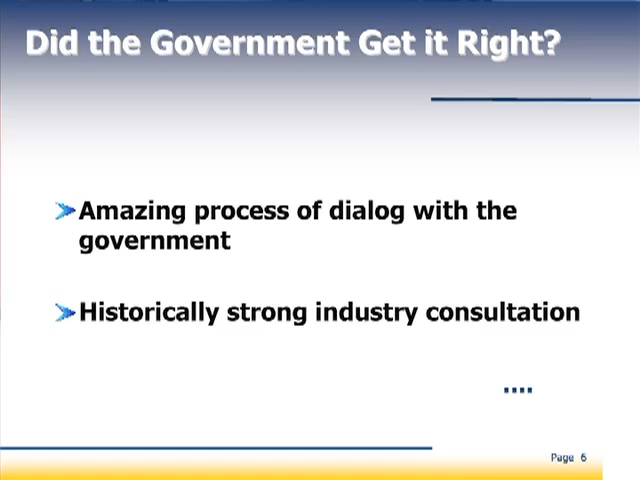 Did the Government Get it Right?
Amazing process of dialog with the
government
Historically strong industry consultation
....
Page 6